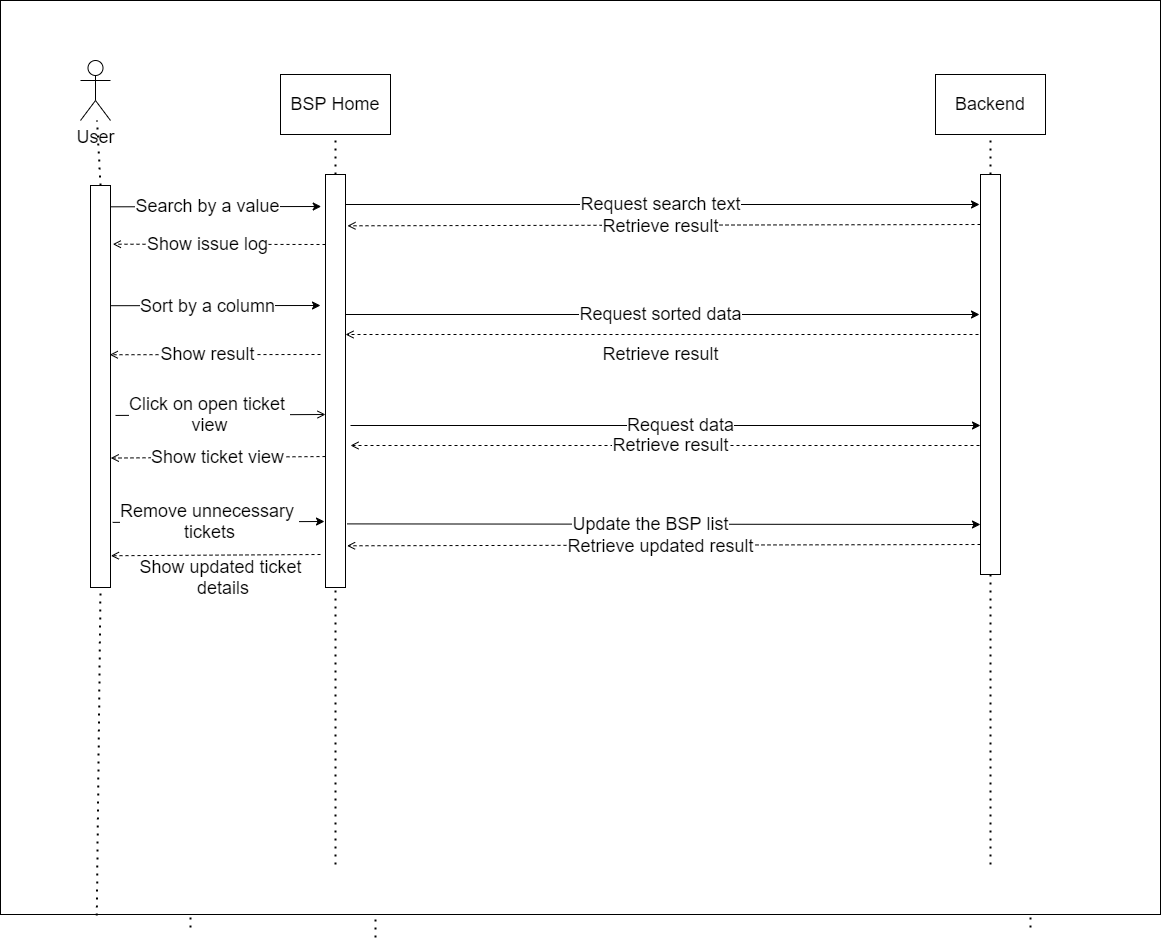 BSP Home
Backend
User
Search by a value
Request search text
Retrieve result
Show issue log
Sort by a column
Request sorted data
Show result
Retrieve result
Click on open ticket
view
Request data
Retrieve result
Show ticket view
Remove unnecessary
tickets
Update the BSP list
Retrieve updated result
Show updated ticket
details